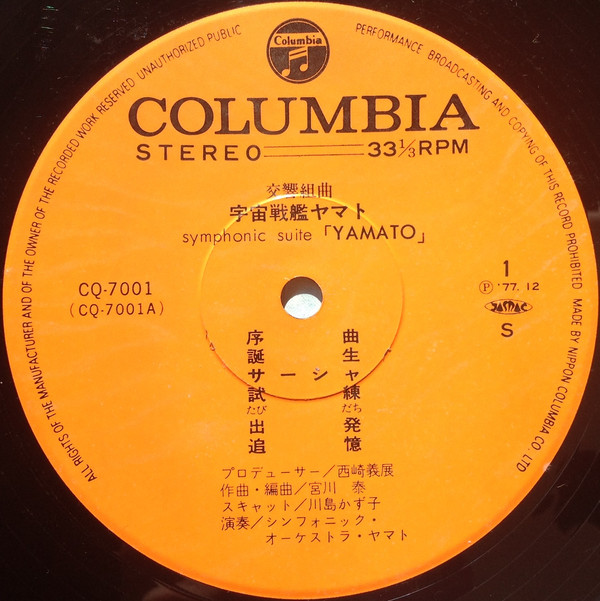 ALL RIGHTS OF THE MANUFACTURER AND OF THE OWNER OF THE RECORDED WORK RESERVED UNAUTHORIZED PUBLIC PERFORMANCE BROADCASTING AND COPYING OF THIS RECORD PROHIBITED MADE BY NIPPON COLUMBIA CO. LTD
Columbia
COLUMBIA
STEREO 33 1/3 RPM
交響組曲
宇宙戦艦ヤマト
symphonic suite「YAMATO」
CQ-7001
(CQ-7001A)
1
Ⓟ '77. 12
JASRAC
S
序曲
誕生
サーシャ
試練
たび だち
出発
追憶
プロデューサー/西崎義展
作曲・編曲/宮川 泰
スキャット/川島かず子
演奏/シンフォニック・
オーケストラ・ヤマト